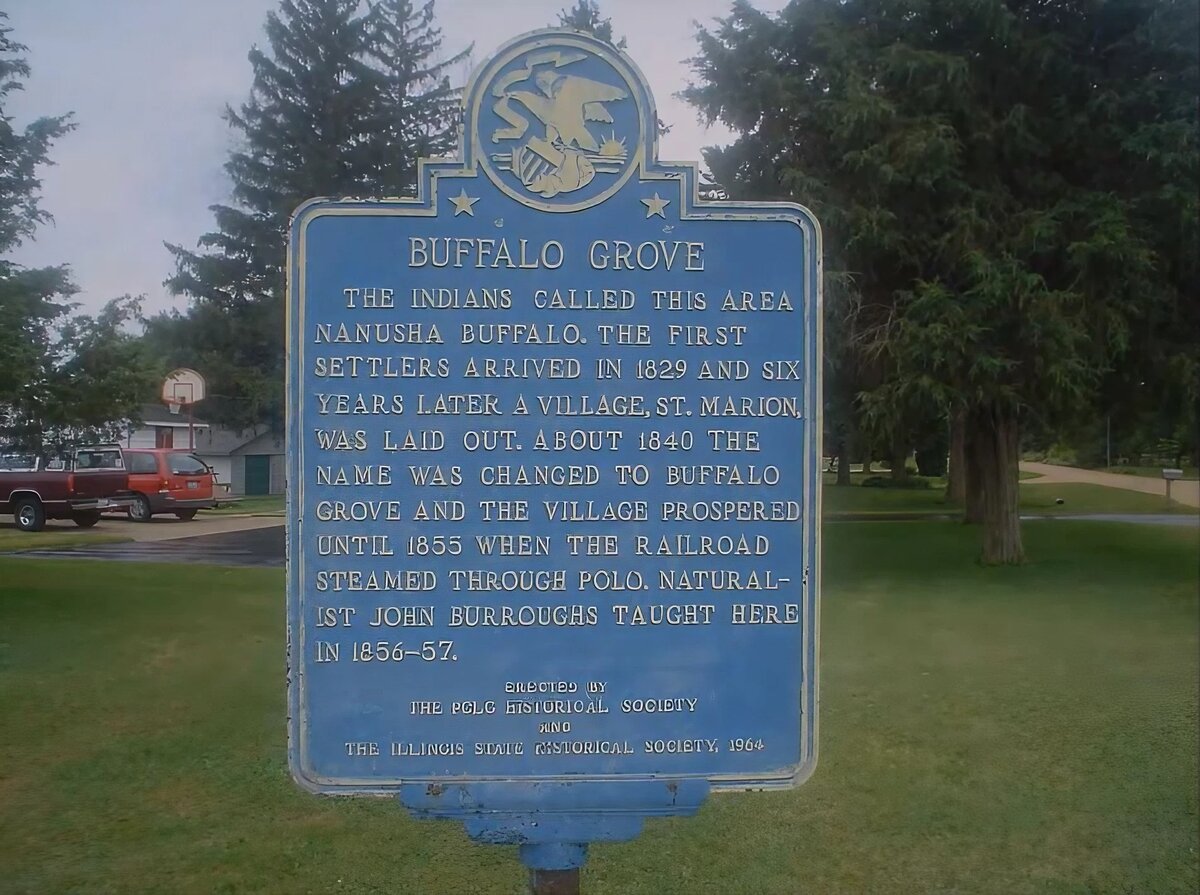 BUFFALO GROVE
THE INDIANS CALLED THIS AREA
NANUSHA BUFFALO. THE FIRST
SETTLERS ARRIVED IN 1829 AND SIX
YEARS LATER A VILLAGE, ST. MARION,
WAS LAID OUT. ABOUT 1840 THE
NAME WAS CHANGED TO BUFFALO
GROVE AND THE VILLAGE PROSPERED
UNTIL 1855 WHEN THE RAILROAD
STEAMED THROUGH POLO. NATURAL-
IST JOHN BURROUGHS TAUGHT HERE
IN 1856-57.
ERECTED BY
THE POLO HISTORICAL SOCIETY
AND
THE ILLINOIS STATE HISTORICAL SOCIETY, 1964